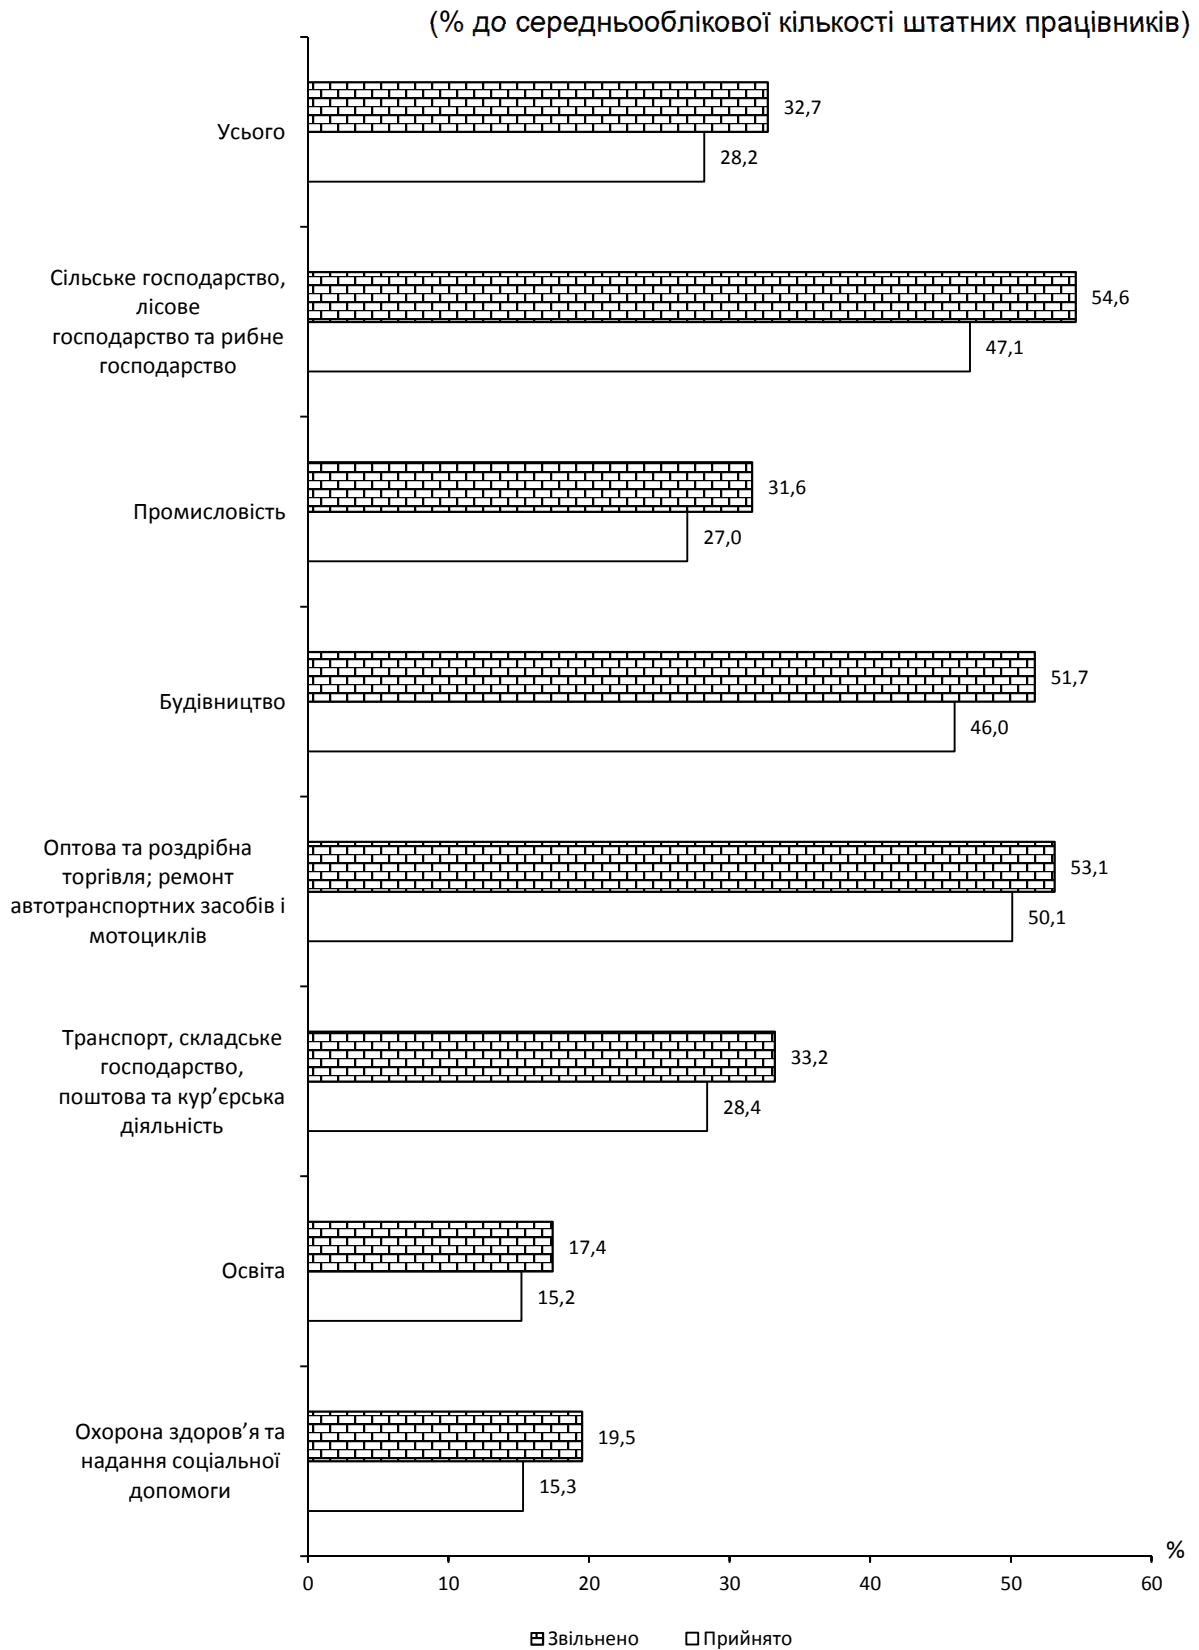 (% до середньооблікової кількості штатних працівників)
Усього
32,7
28,2
Сільське господарство,
лісове
господарство та рибне
господарство
54,6
47,1
Промисловість
31,6
27,0
Будівництво
51,7
46,0
Оптова та роздрібна
торгівля; ремонт
автотранспортних засобів і
мотоциклів
53,1
50,1
Транспорт, складське
господарство,
поштова та кур’єрська
діяльність
33,2
28,4
Освіта
17,4
15,2
Охорона здоров’я та
надання соціальної
допомоги
19,5
15,3
%
0 10 20 30 40 50 60
Звільнено Прийнято